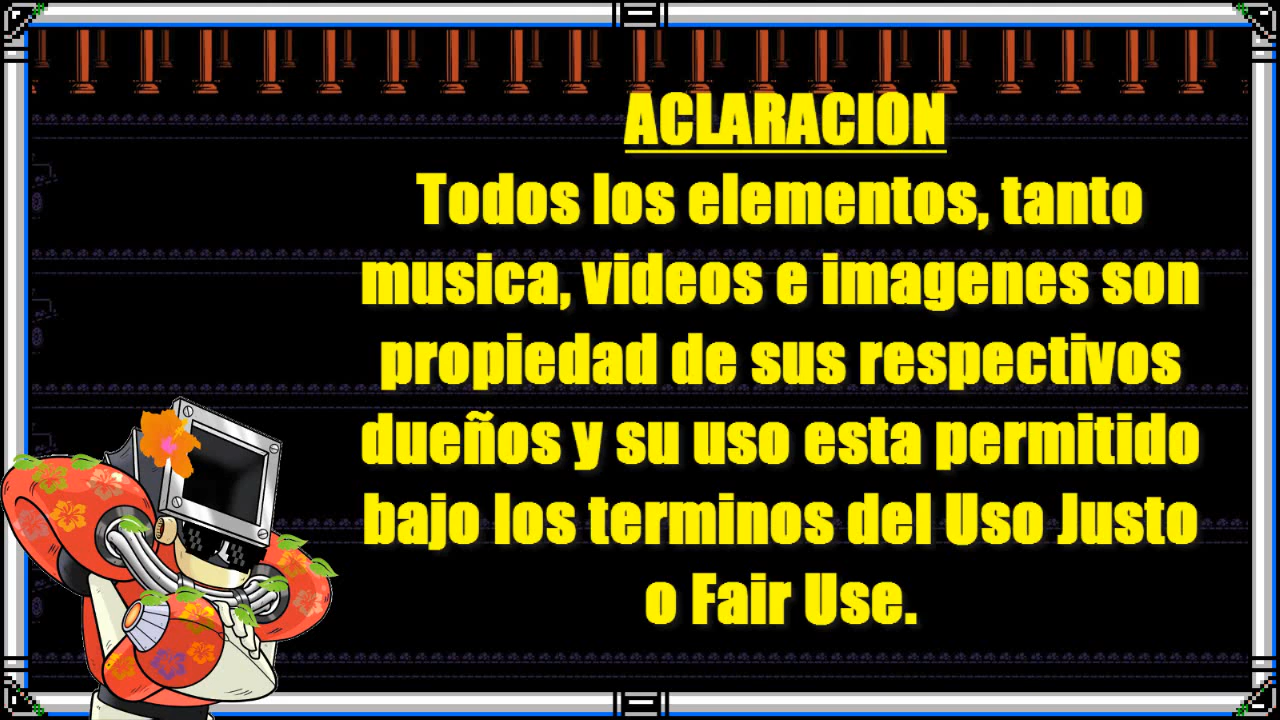 ACLARACION
Todos los elementos, tanto
musica, videos e imagenes son
propiedad de sus respectivos
dueños y su uso esta permitido
bajo los terminos del Uso Justo
o Fair Use.